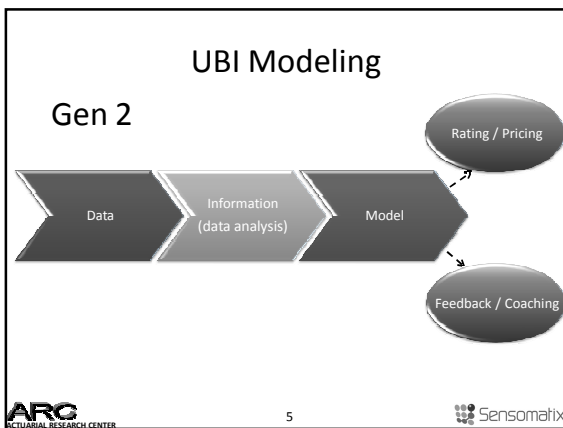 UBI Modeling
Gen 2
Rating / Pricing
Data
Information
(data analysis)
Model
Feedback / Coaching
ARC
ACTUARIAL RESEARCH CENTER
5
Sensomatix